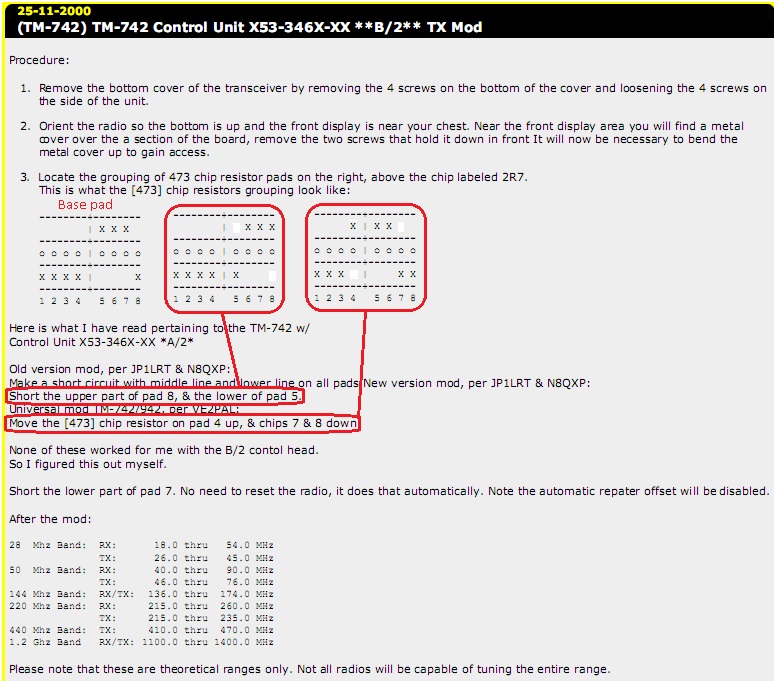 25-11-2000
(TM-742) TM-742 Control Unit X53-346X-XX **B/2** TX Mod
Procedure:
1. Remove the bottom cover of the transceiver by removing the 4 screws on the bottom of the cover and loosening the 4 screws on
the side of the unit.
2. Orient the radio so the bottom is up and the front display is near your chest. Near the front display area you will find a metal
cover over the a section of the board, remove the two screws that hold it down in front It will now be necessary to bend the
metal cover up to gain access.
3. Locate the grouping of 473 chip resistor pads on the right, above the chip labeled 2R7.
This is what the [473] chip resistors grouping look like:
Base pad
--------+-------- --------+-------- --------+--------
| X X X | X X X X | X X
--------+-------- --------+-------- --------+--------
o o o o | o o o o o o o o | o o o o o o o o | o o o o
--------+-------- --------+-------- --------+--------
X X X X | X X X X X | X X X X | X X
--------+-------- --------+-------- --------+--------
1 2 3 4 5 6 7 8 1 2 3 4 5 6 7 8 1 2 3 4 5 6 7 8
Here is what I have read pertaining to the TM-742 w/
Control Unit X53-346X-XX *A/2*
Old version mod, per JP1LRT & N8QXP:
Make a short circuit with middle line and lower line on all pads New version mod, per JP1LRT & N8QXP:
Short the upper part of pad 8, & the lower of pad 5.
Universal mod TM-742/942, per VE2PAL:
Move the [473] chip resistor on pad 4 up, & chips 7 & 8 down
None of these worked for me with the B/2 contol head.
So I figured this out myself.
Short the lower part of pad 7. No need to reset the radio, it does that automatically. Note the automatic repater offset will be disabled.
After the mod:
28 Mhz Band: RX: 18.0 thru 54.0 MHz
TX: 26.0 thru 45.0 MHz
50 Mhz Band: RX: 40.0 thru 90.0 MHz
TX: 46.0 thru 76.0 MHz
144 Mhz Band: RX/TX: 136.0 thru 174.0 MHz
220 Mhz Band: RX: 215.0 thru 260.0 MHz
TX: 215.0 thru 235.0 MHz
440 Mhz Band: TX: 410.0 thru 470.0 MHz
1.2 Ghz Band RX/TX: 1100.0 thru 1400.0 MHz
Please note that these are theoretical ranges only. Not all radios will be capable of tuning the entire range.